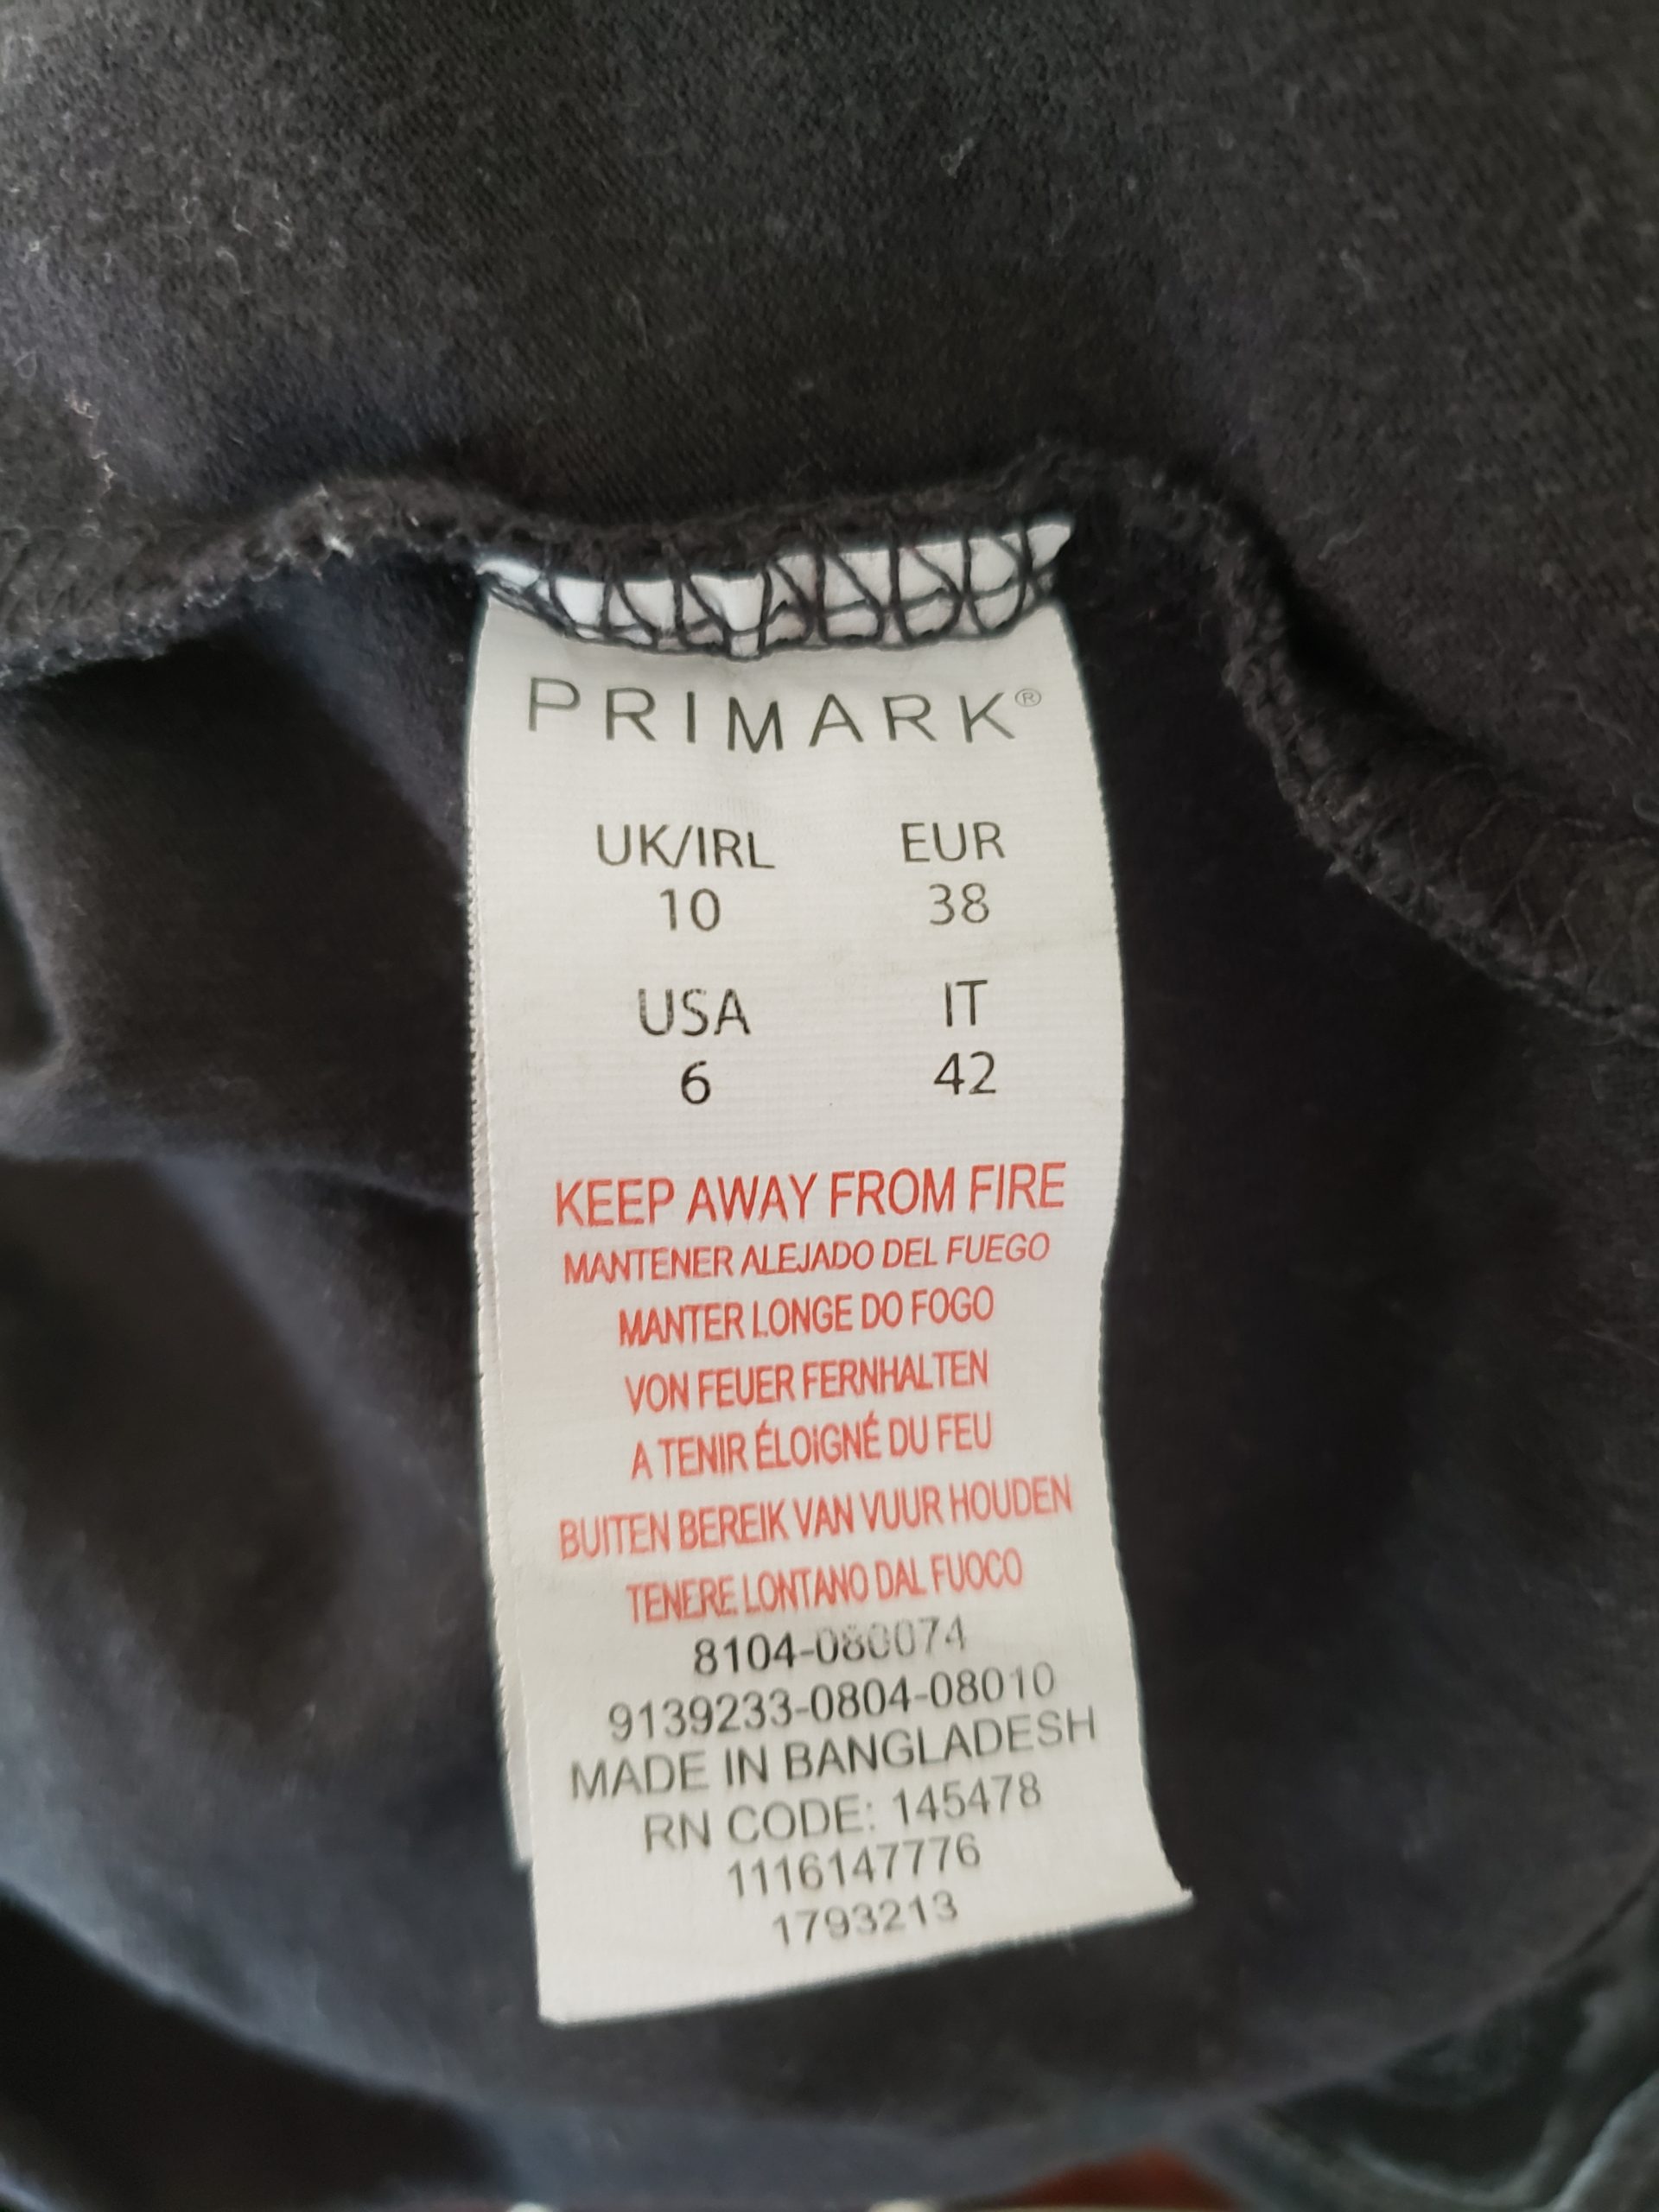 PRIMARK®
UK/IRL EUR
10 38
USA IT
6 42
KEEP AWAY FROM FIRE
MANTENER ALEJADO DEL FUEGO
MANTER LONGE DO FOGO
VON FEUER FERNHALTEN
A TENIR ÉLOIGNÉ DU FEU
BUITEN BEREIK VAN VUUR HOUDEN
TENERE LONTANO DAL FUOCO
8104-080074
9139233-0804-08010
MADE IN BANGLADESH
RN CODE: 145478
1116147776
1793213